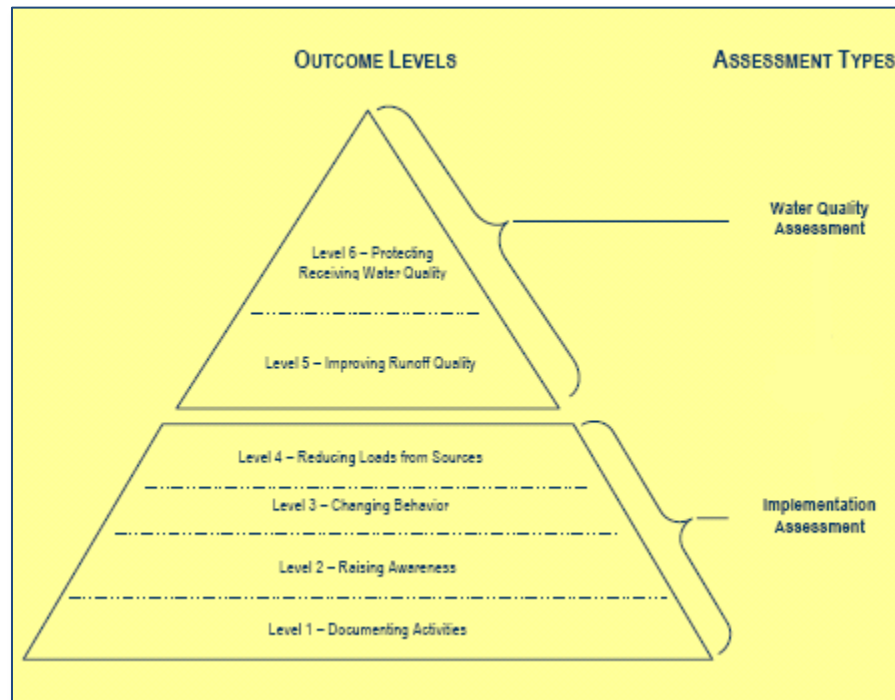 OUTCOME LEVELS
ASSESSMENT TYPES
Water Quality
Assessment
Level 6 – Protecting
Receiving Water Quality
Level 5 – Improving Runoff Quality
Level 4 – Reducing Loads from Sources
Level 3 – Changing Behavior
Implementation
Assessment
Level 2 – Raising Awareness
Level 1 – Documenting Activities